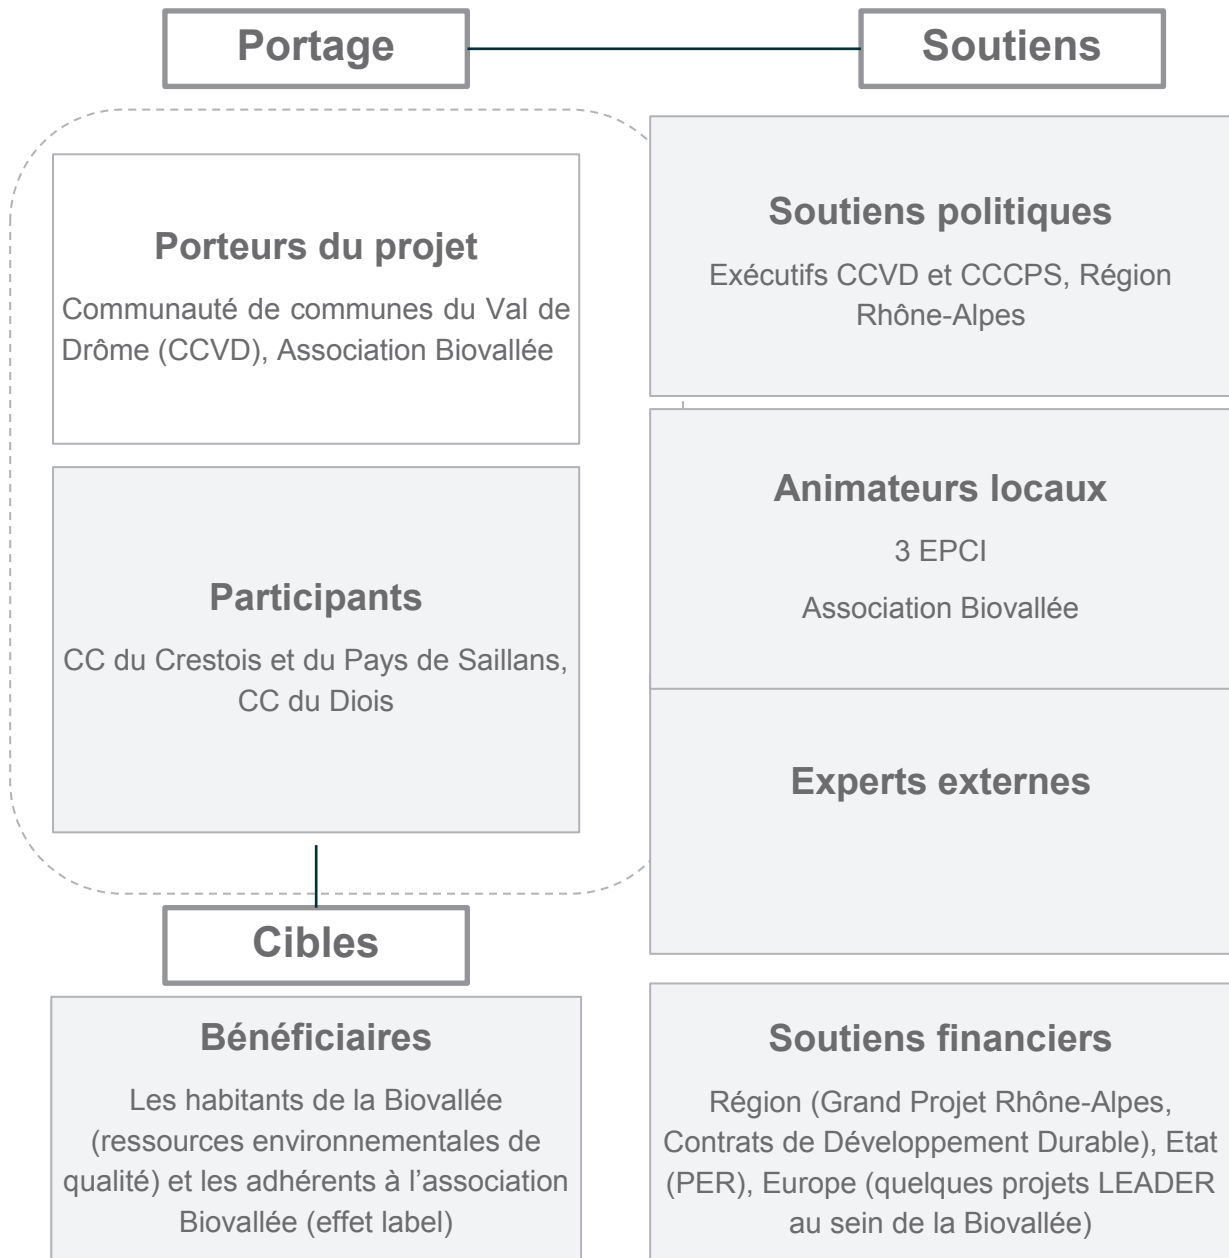 Portage
Soutiens
Porteurs du projet
Communauté de communes du Val de
Drôme (CCVD), Association Biovallée
Participants
CC du Crestois et du Pays de Saillans,
CC du Diois
Cibles
Bénéficiaires
Les habitants de la Biovallée
(ressources environnementales de
qualité) et les adhérents à l’association
Biovallée (effet label)
Soutiens politiques
Exécutifs CCVD et CCCPS, Région
Rhône-Alpes
Animateurs locaux
3 EPCI
Association Biovallée
Experts externes
Soutiens financiers
Région (Grand Projet Rhône-Alpes,
Contrats de Développement Durable), Etat
(PER), Europe (quelques projets LEADER
au sein de la Biovallée)